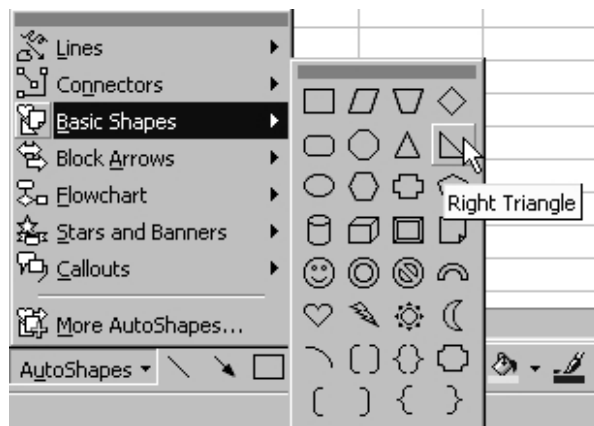 Lines
Connectors
Basic Shapes
Block Arrows
Flowchart
Right Triangle
Stars and Banners
Callouts
More AutoShapes...
AutoShapes